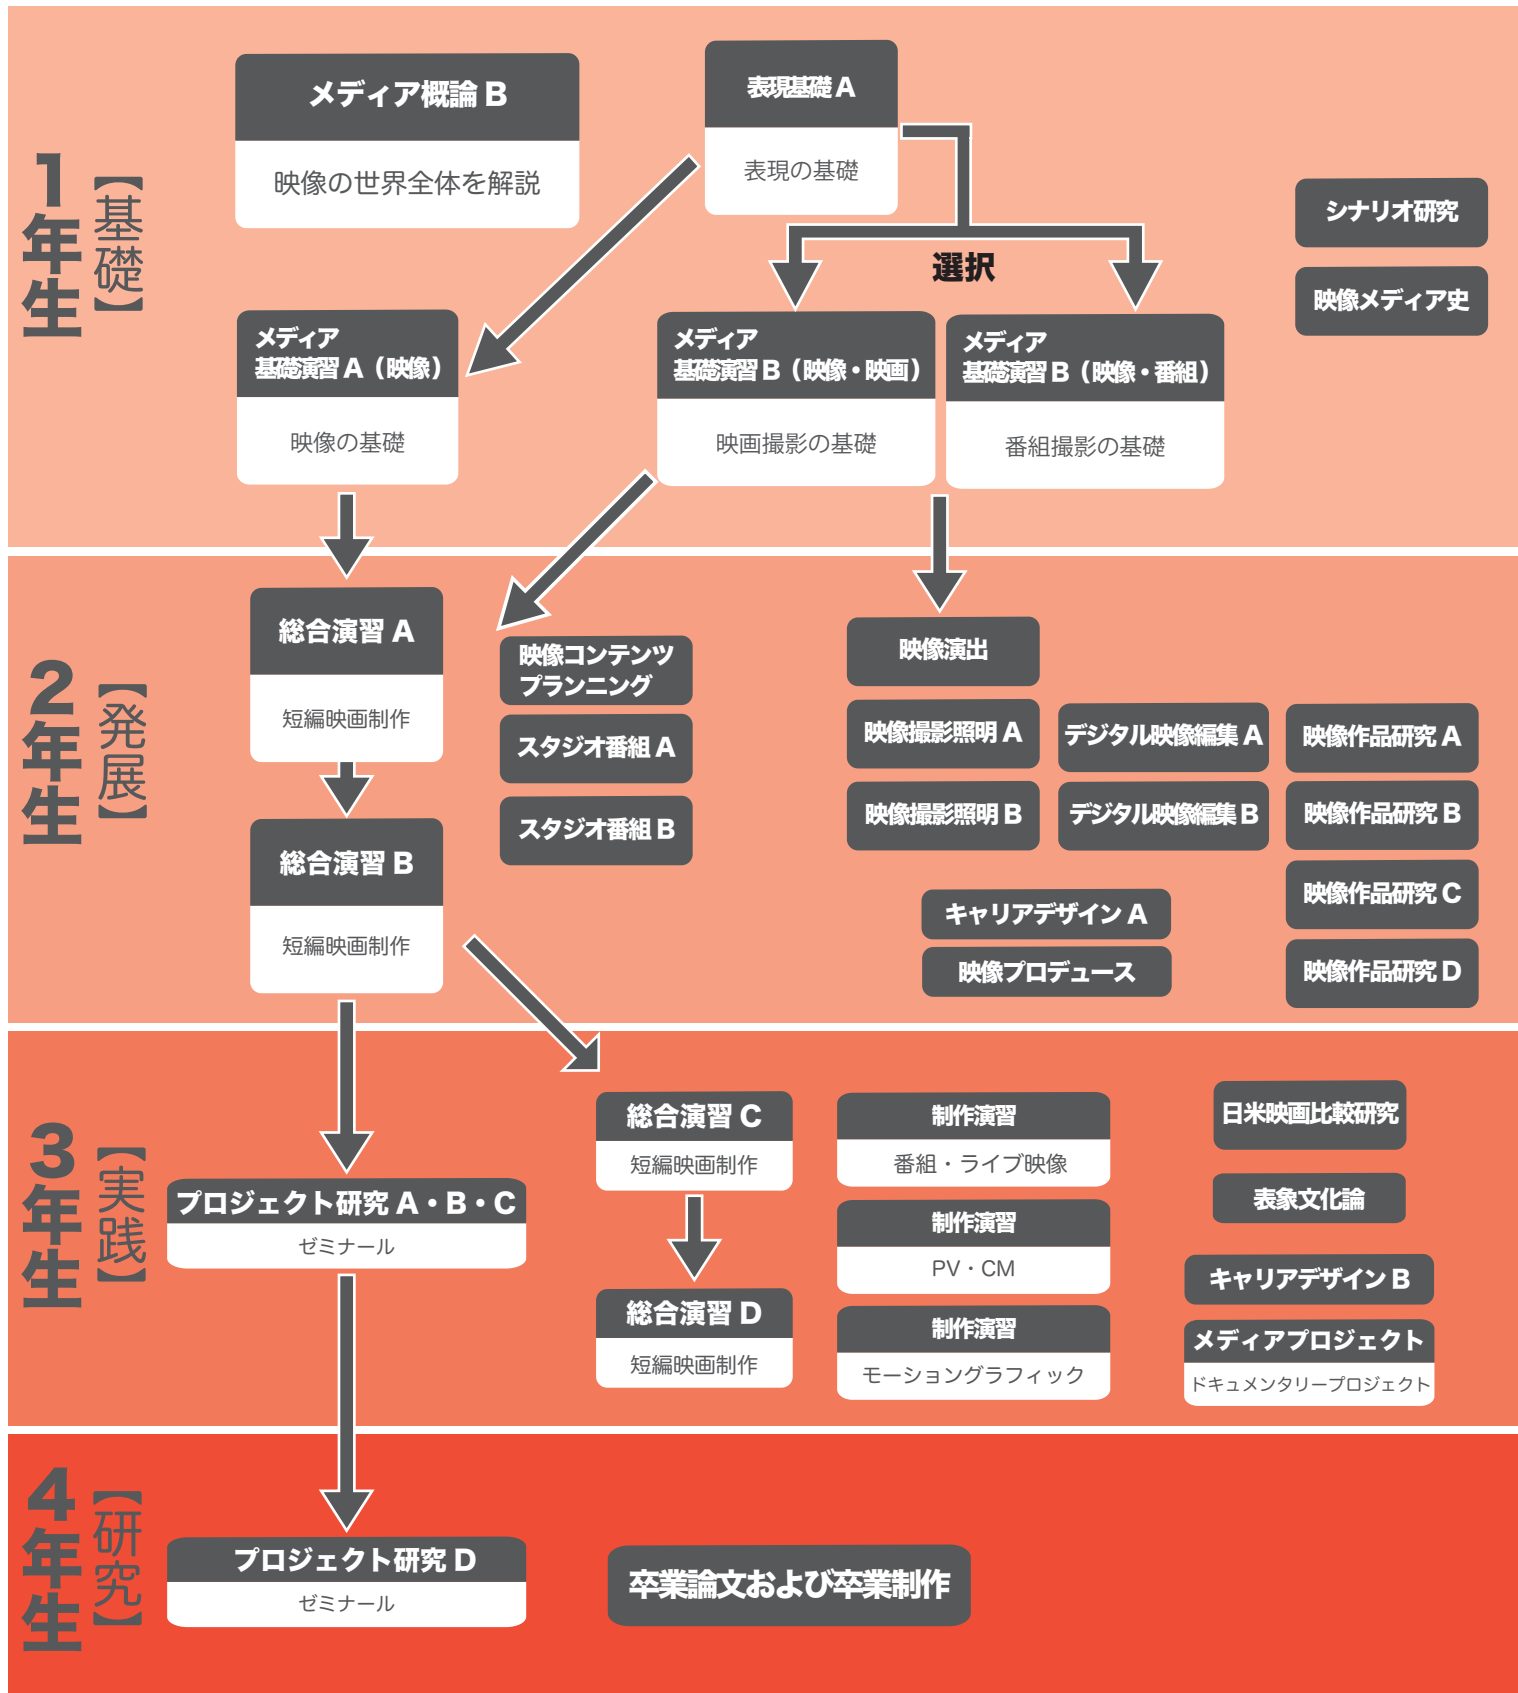 1年生
【基礎】
メディア概論 B
映像の世界全体を解説
表現基礎 A
表現の基礎
選択
シナリオ研究
映像メディア史
メディア
基礎演習 A（映像）
映像の基礎
メディア
基礎演習 B（映像・映画）
映画撮影の基礎
メディア
基礎演習 B（映像・番組）
番組撮影の基礎
2年生
【発展】
総合演習 A
短編映画制作
総合演習 B
短編映画制作
映像コンテンツ
プランニング
スタジオ番組 A
スタジオ番組 B
映像演出
映像撮影照明 A
映像撮影照明 B
デジタル映像編集 A
デジタル映像編集 B
映像作品研究 A
映像作品研究 B
映像作品研究 C
映像作品研究 D
キャリアデザイン A
映像プロデュース
3年生
【実践】
プロジェクト研究 A・B・C
ゼミナール
総合演習 C
短編映画制作
総合演習 D
短編映画制作
制作演習
番組・ライブ映像
制作演習
PV・CM
制作演習
モーショングラフィック
日米映画比較研究
表象文化論
キャリアデザイン B
メディアプロジェクト
ドキュメンタリープロジェクト
4年生
【研究】
プロジェクト研究 D
ゼミナール
卒業論文および卒業制作